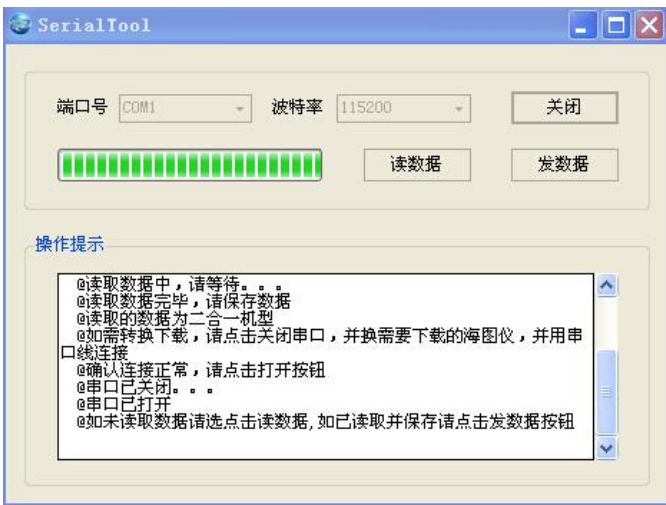 SerialTool
端口号 COM1 波特率 115200 关闭
读数据 发数据
操作提示
@读取数据中，请等待。。。
@读取数据完毕，请保存数据
@读取的数据为二合一机型
@如需转换下载，请点击关闭串口，并换需要下载的海图仪，并用串
口线连接
@确认连接正常，请点击打开按钮
@串口已关闭。。。
@串口已打开
@如未读取数据请选点击读数据,如已读取并保存请点击发数据按钮